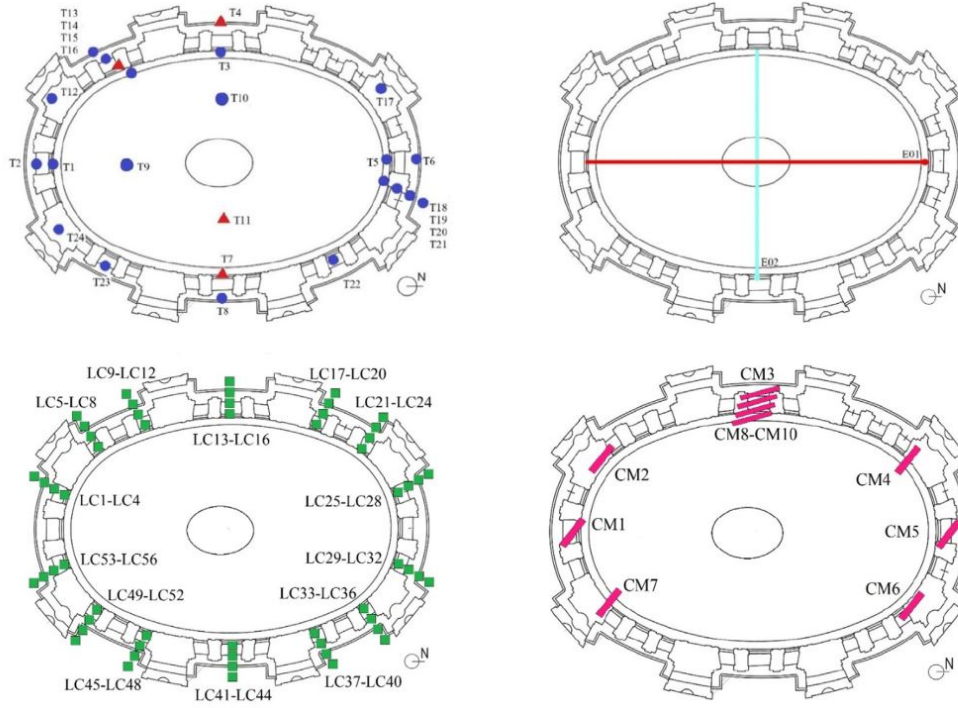 T13
T14
T15
T16
T4
T3
T12
T10
T17
T2
T1
T9
T5
T6
T11
T18
T19
T20
T21
T24
T7
T23
T22
T8
N
E01
E02
N
LC9-LC12
LC17-LC20
LC5-LC8
LC21-LC24
LC13-LC16
LC1-LC4
LC25-LC28
LC53-LC56
LC29-LC32
LC49-LC52
LC33-LC36
LC45-LC48
LC37-LC40
LC41-LC44
N
CM3
CM8-CM10
CM2
CM4
CM1
CM5
CM7
CM6
N